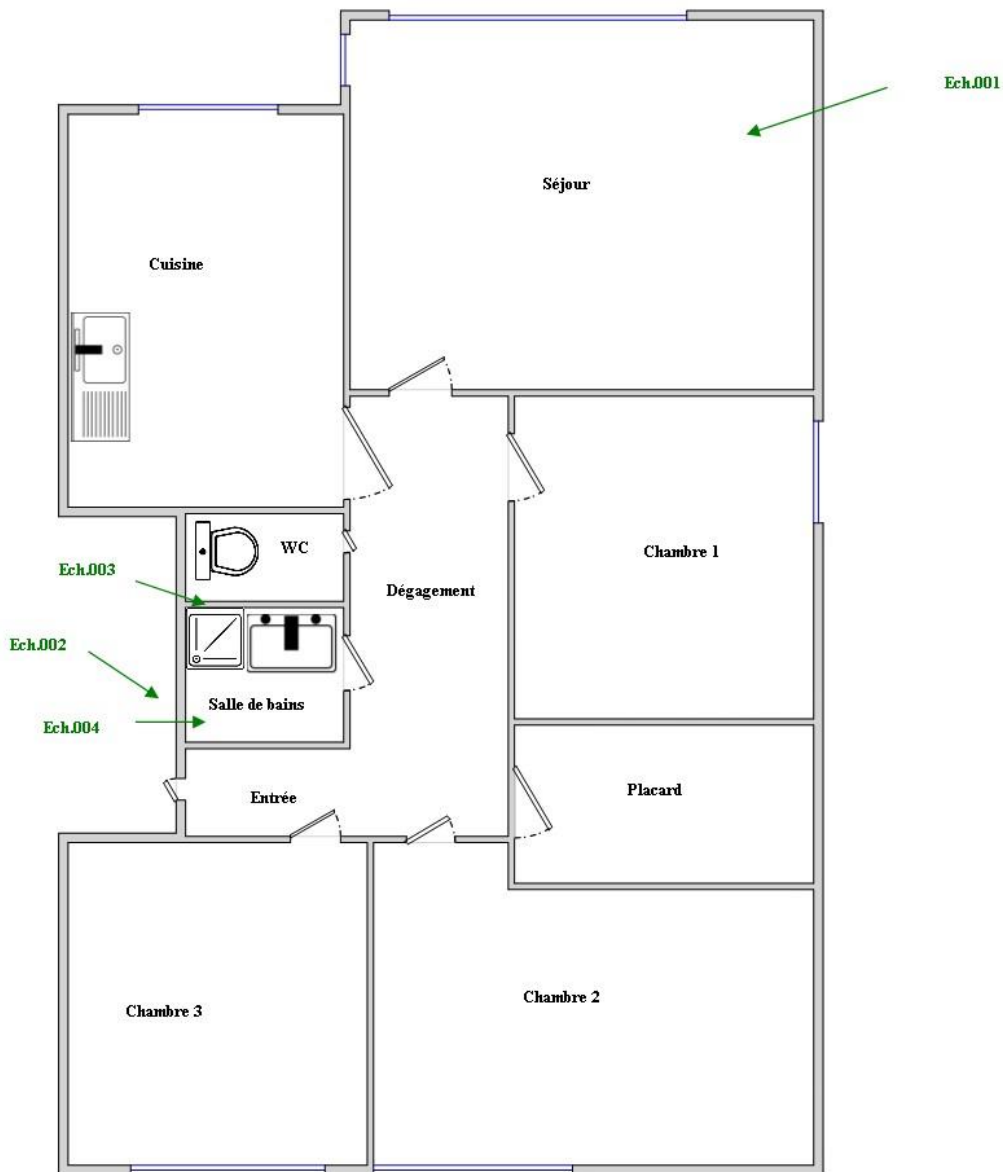 Ech.001
Séjour
Cuisine
WC
Chambre 1
Ech.003
Dégagement
Ech.002
Salle de bains
Ech.004
Placard
Entrée
Chambre 2
Chambre 3